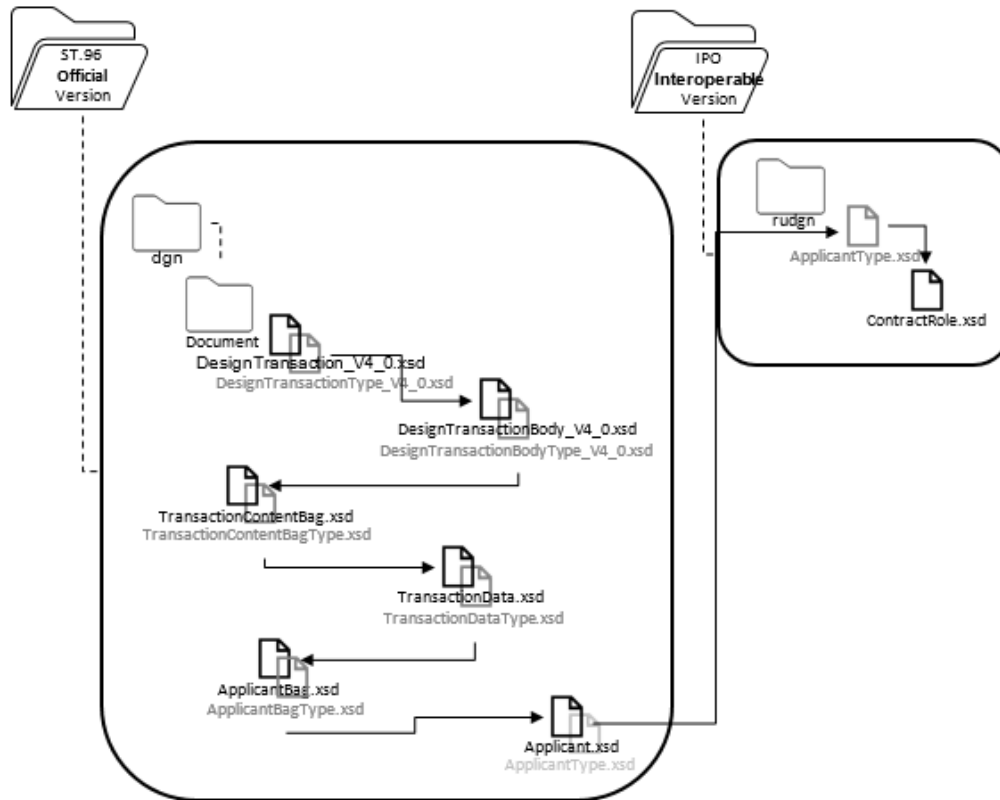 ST.96
Official
Version
IPO
Interoperable
Version
dgn
Document
DesignTransaction_V4_0.xsd
DesignTransactionType_V4_0.xsd
DesignTransactionBody_V4_0.xsd
DesignTransactionBodyType_V4_0.xsd
TransactionContentBag.xsd
TransactionContentBagType.xsd
TransactionData.xsd
TransactionDataType.xsd
ApplicantBag.xsd
ApplicantBagType.xsd
Applicant.xsd
ApplicantType.xsd
rudgn
ApplicantType.xsd
ContractRole.xsd